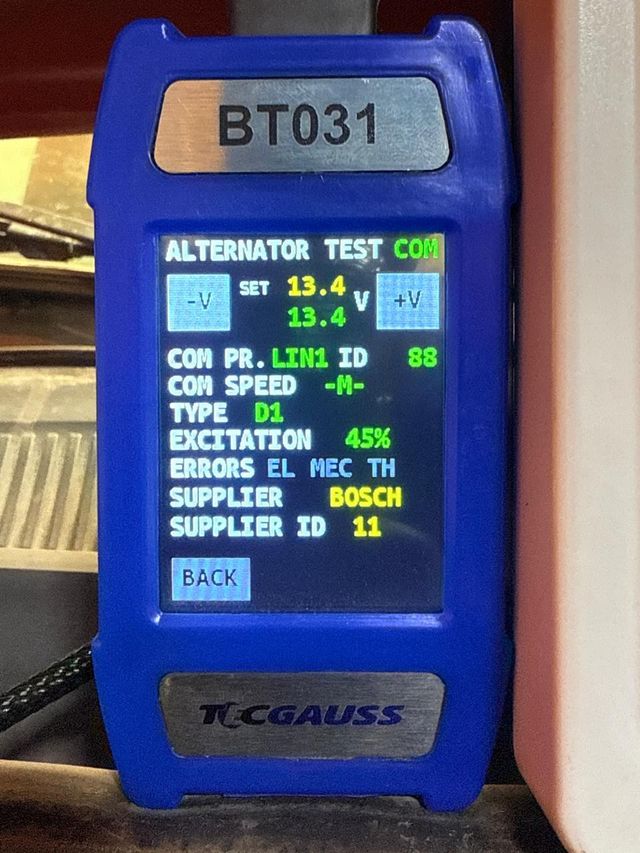 BT031
ALTERNATOR TEST COM
-V SET 13.4 V +V
13.4
COM PR. LIN1 ID 88
COM SPEED -M-
TYPE D1
EXCITATION 45%
ERRORS EL MEC TH
SUPPLIER BOSCH
SUPPLIER ID 11
BACK
TECGAUSS